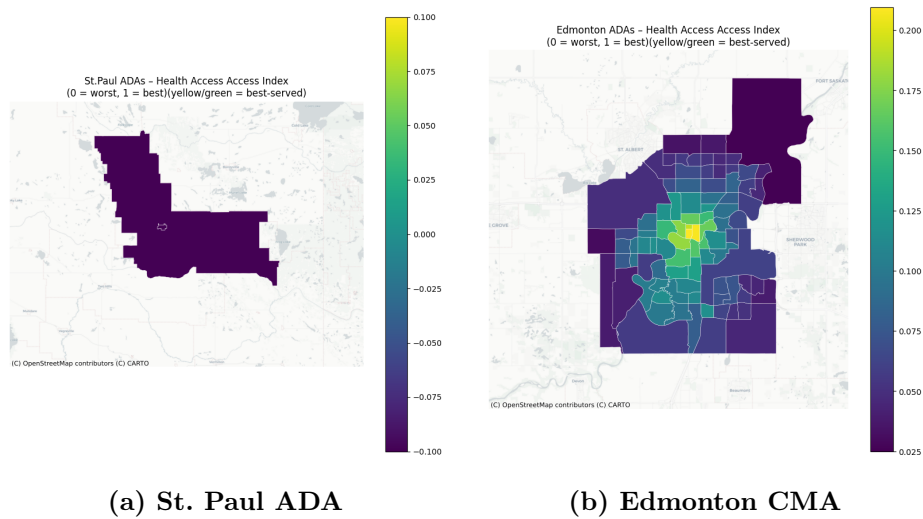 St.Paul ADAs – Health Access Access Index
(0 = worst, 1 = best)(yellow/green = best-served)
(C) OpenStreetMap contributors (C) CARTO
0.100
0.075
0.050
0.025
0.000
−0.025
−0.050
−0.075
−0.100
Edmonton ADAs – Health Access Access Index
(0 = worst, 1 = best)(yellow/green = best-served)
FORT SASKAT
ST ALBERT
E GROVE
SHERWOOD
PARK
Beaumont
(C) OpenStreetMap contributors (C) CARTO
0.200
0.175
0.150
0.125
0.100
0.075
0.050
0.025
(a) St. Paul ADA
(b) Edmonton CMA